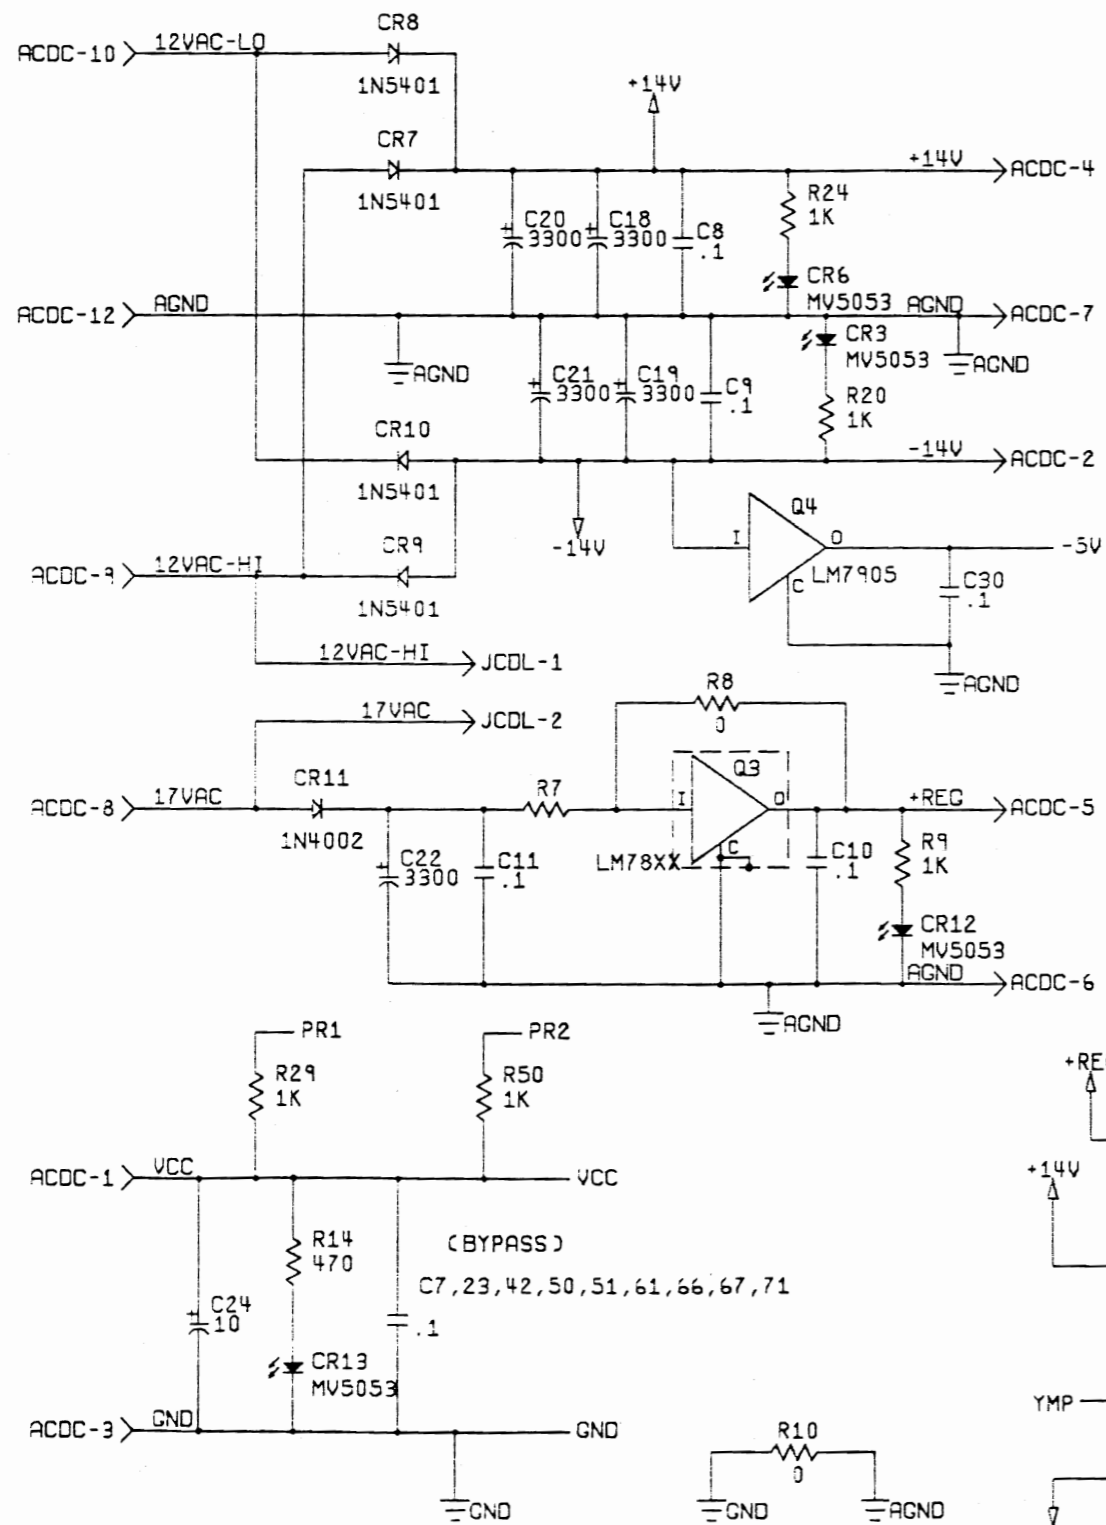 CR8
ACDC-10
12VAC-LO
1N5401
+14V
CR7
1N5401
+14V
ACDC-4
R24
1K
+ C20
3300
+ C18
3300
C8
.1
CR6
MV5053
ACDC-12
AGND
AGND
ACDC-7
AGND
CR3
MV5053
AGND
+ C21
3300
+ C19
3300
C9
.1
R20
1K
CR10
1N5401
-14V
ACDC-2
-14V
Q4
I
O
C
LM7905
-5V
C30
.1
AGND
CR9
ACDC-9
12VAC-HI
1N5401
12VAC-HI
JCDL-1
17VAC
JCDL-2
R8
0
CR11
ACDC-8
17VAC
1N4002
R7
Q3
I
O
C
LM78XX
+REG
ACDC-5
+ C22
3300
C11
.1
C10
.1
R9
1K
CR12
MV5053
AGND
ACDC-6
AGND
PR1
PR2
R29
1K
R50
1K
+RE
+14V
ACDC-1
VCC
VCC
R14
470
(BYPASS)
C7,23,42,50,51,61,66,67,71
.1
+ C24
10
CR13
MV5053
YMP
ACDC-3
GND
GND
R10
0
GND
GND
AGND